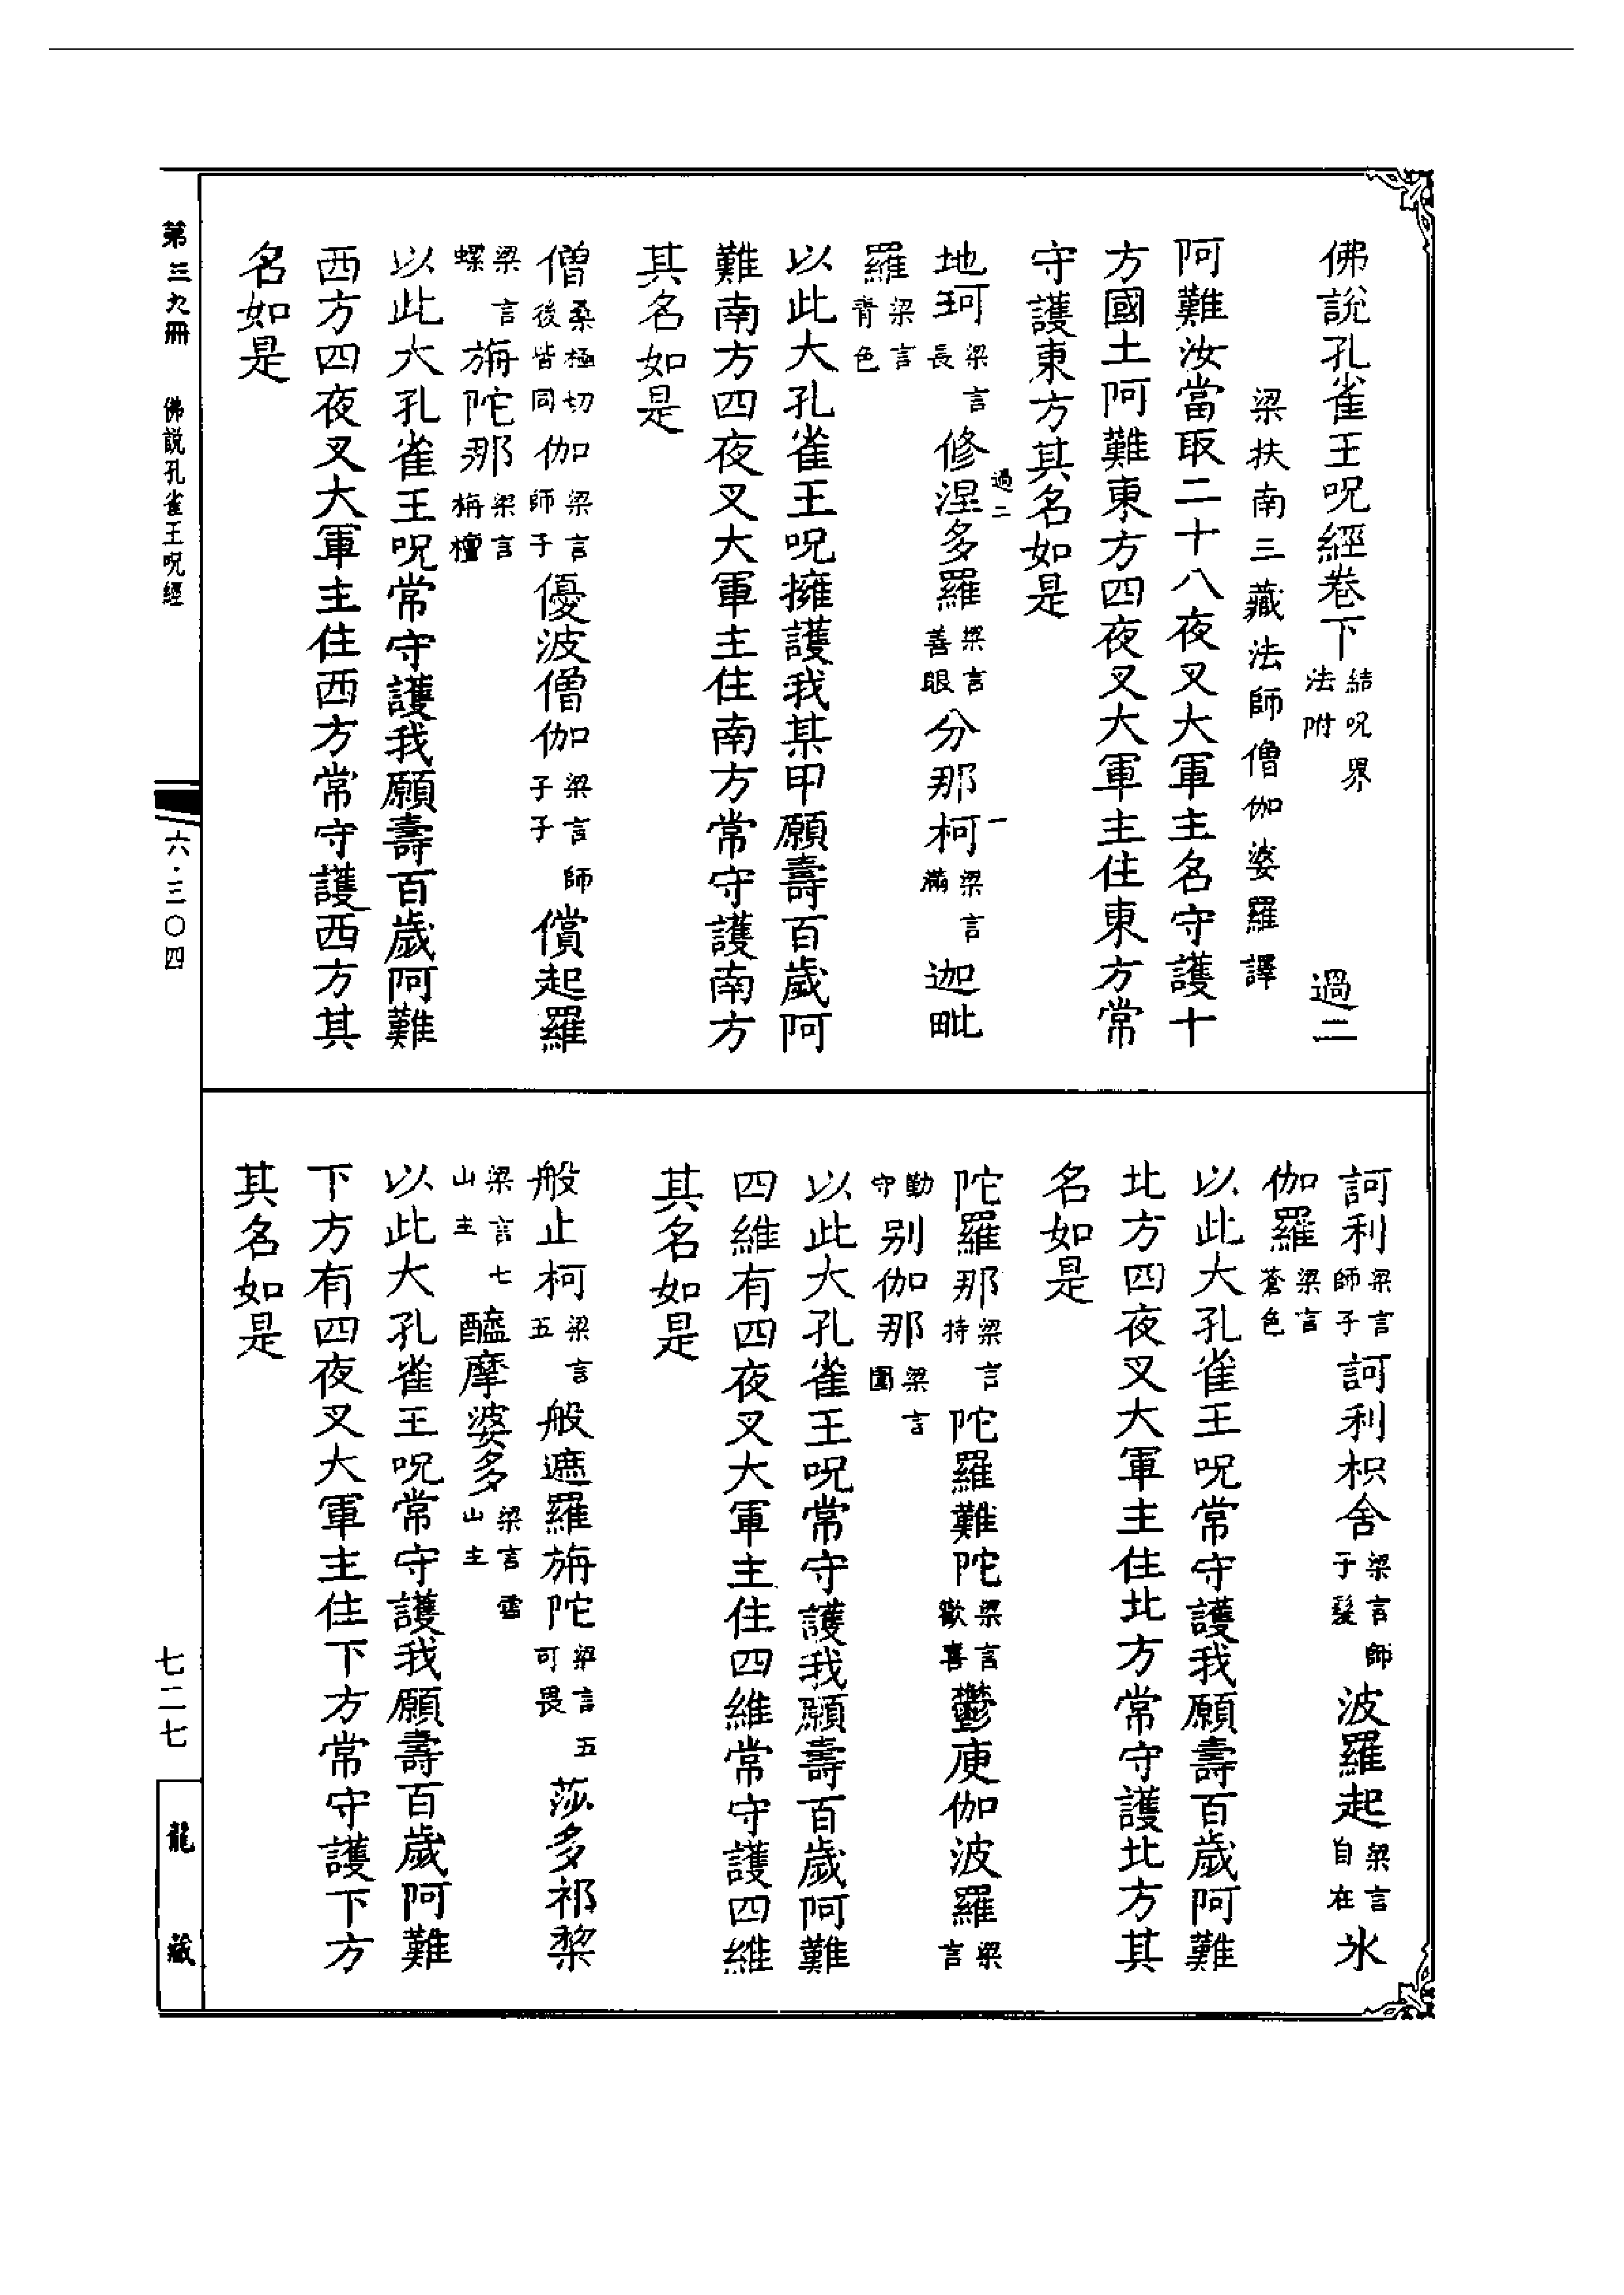 佛說孔雀王呪經卷下 結呪界法附 過二
梁扶南三藏法師僧伽婆羅譯
阿難汝當取二十八夜叉大軍主名守護十
方國土阿難東方四夜叉大軍主住東方常
守護東方其名如是
地珂 梁言長 修涅多羅 梁言善眼 分那柯 梁言滿 迦毗
過二 一
羅 梁言青色
以此大孔雀王呪擁護我某甲願壽百歲阿
難南方四夜叉大軍主住南方常守護南方
其名如是
僧 桑極切後皆同 伽 梁言師子 優波僧伽 梁言師子子 償起羅
梁言螺 旃陀那 梁言栴檀
以此大孔雀王呪常守護我願壽百歲阿難
西方四夜叉大軍主住西方常守護西方其
名如是
訶利 梁言師子 訶利枳舍 梁言師子髮 波羅起 梁言自在 氷
伽羅 梁言蒼色
以此大孔雀王呪常守護我願壽百歲阿難
北方四夜叉大軍主住北方常守護北方其
名如是
陀羅那 梁言持 陀羅難陀 梁言歡喜 鬱庾伽波羅 梁言
勤守 别伽那 梁言圍
以此大孔雀王呪常守護我願壽百歲阿難
四維有四夜叉大軍主住四維常守護四維
其名如是
般止柯 梁言五 般遮羅旃陀 梁言五可畏 莎多祁棃
梁言七山主 醯摩婆多 梁言雪山主
以此大孔雀王呪常守護我願壽百歲阿難
下方有四夜叉大軍主住下方常守護下方
其名如是
第三九冊 佛説孔雀王呪經
六·三〇四
七二七
龍藏